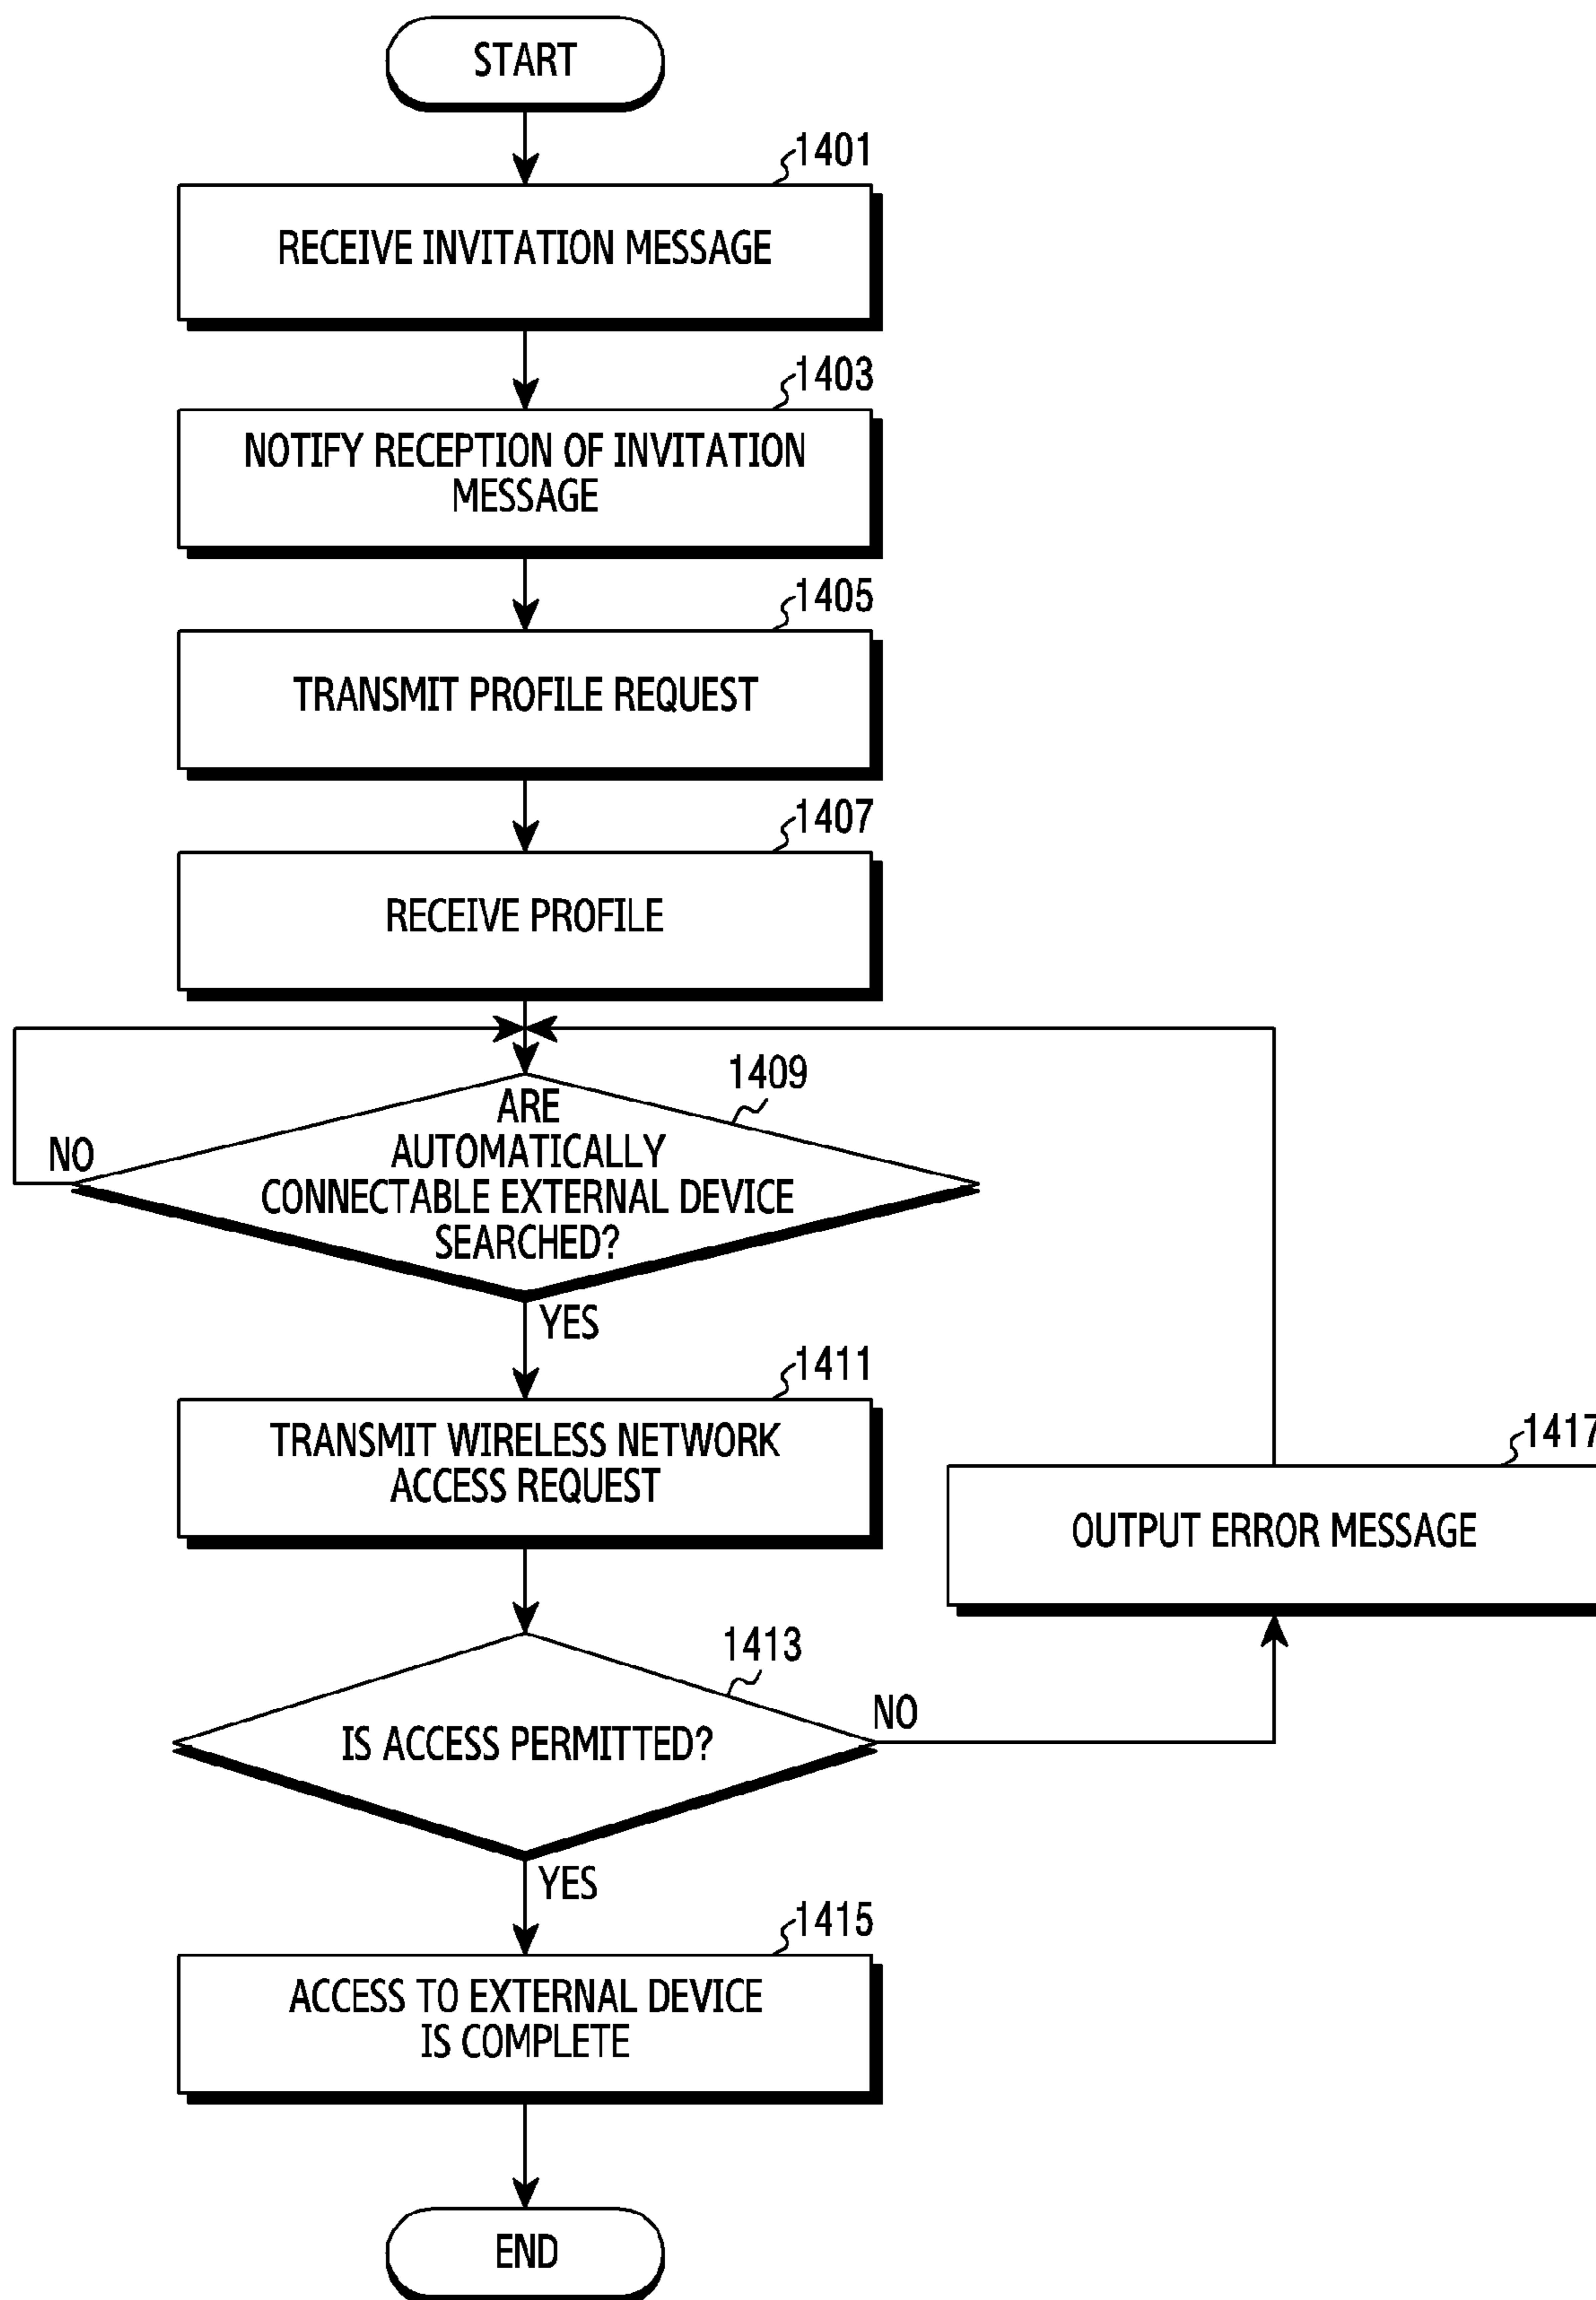 START
1401
RECEIVE INVITATION MESSAGE
1403
NOTIFY RECEPTION OF INVITATION
MESSAGE
1405
TRANSMIT PROFILE REQUEST
1407
RECEIVE PROFILE
1409
ARE
AUTOMATICALLY
CONNECTABLE EXTERNAL DEVICE
SEARCHED?
NO
YES
1411
TRANSMIT WIRELESS NETWORK
ACCESS REQUEST
1417
OUTPUT ERROR MESSAGE
1413
IS ACCESS PERMITTED?
NO
YES
1415
ACCESS TO EXTERNAL DEVICE
IS COMPLETE
END